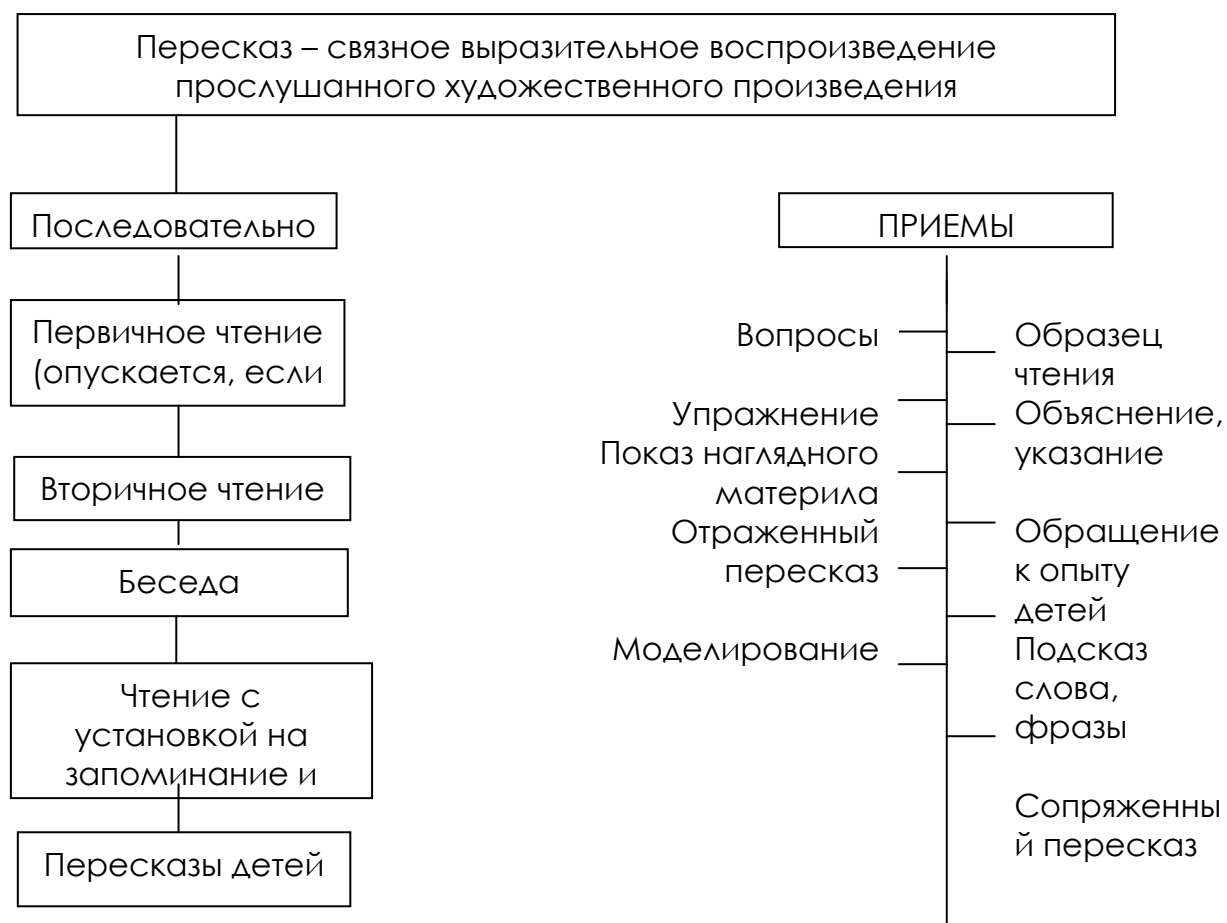 Пересказ – связное выразительное воспроизведение
прослушанного художественного произведения
Последовательно
Первичное чтение
(опускается, если
Вторичное чтение
Беседа
Чтение с
установкой на
запоминание и
Пересказы детей
ПРИЕМЫ
Вопросы
Упражнение
Показ наглядного
материла
Отраженный
пересказ
Моделирование
Образец
чтения
Объяснение,
указание
Обращение
к опыту
детей
Подсказ
слова,
фразы
Сопряженны
й пересказ